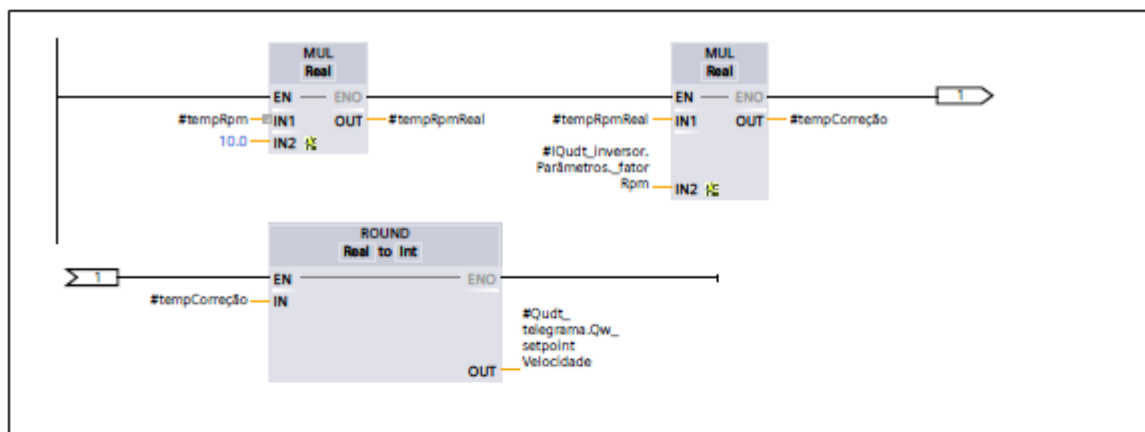 MUL
Real
EN
ENO
#tempRpm
IN1
OUT
#tempRpmReal
10.0
IN2
MUL
Real
EN
ENO
1
#tempRpmReal
IN1
OUT
#tempCorreção
#IQudt_inversor.
Parâmetros._fator
Rpm
IN2
ROUND
Real to Int
1
EN
ENO
#tempCorreção
IN
#Qudt_
telegrama.Qw_
setpoint
Velocidade
OUT